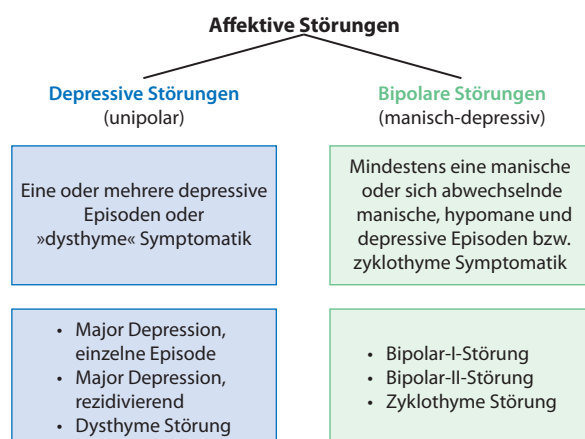 Affektive Störungen
Depressive Störungen
(unipolar)
Eine oder mehrere depressive
Episoden oder
»dysthyme« Symptomatik
• Major Depression,
einzelne Episode
• Major Depression,
rezidivierend
• Dysthyme Störung
Bipolare Störungen
(manisch-depressiv)
Mindestens eine manische
oder sich abwechselnde
manische, hypomane und
depressive Episoden bzw.
zyklothyme Symptomatik
• Bipolar-I-Störung
• Bipolar-II-Störung
• Zyklothyme Störung